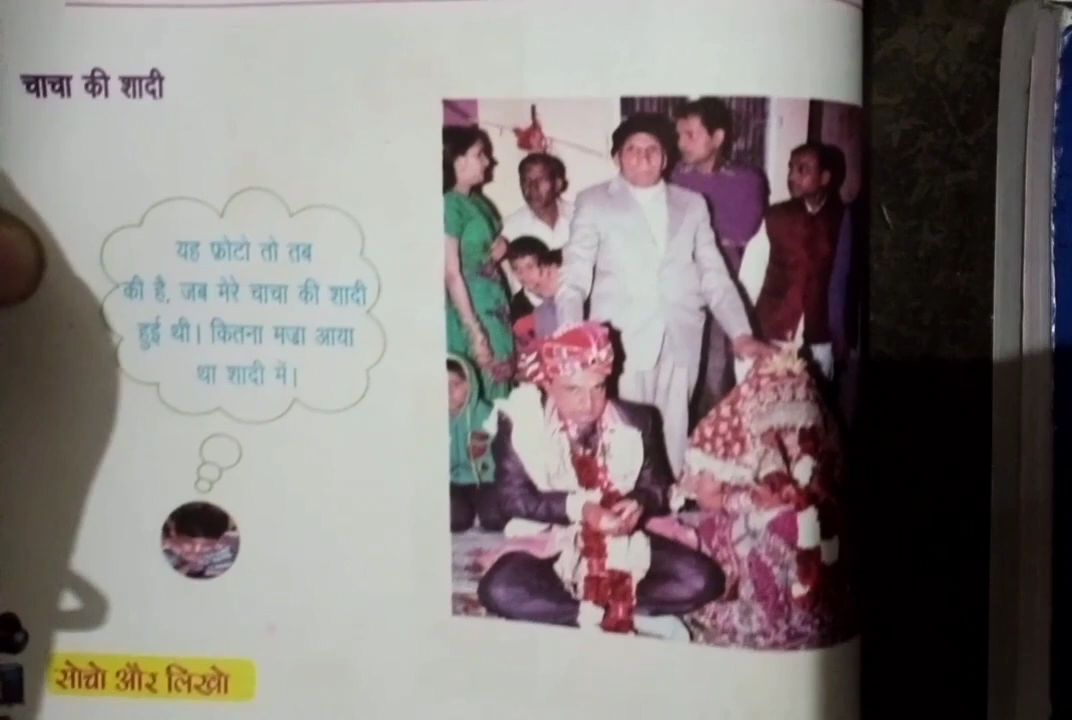 चाचा की शादी
यह फ़ोटो तो तब
की है, जब मेरे चाचा की शादी
हुई थी। कितना मज़ा आया
था शादी में।
सोचो और लिखो